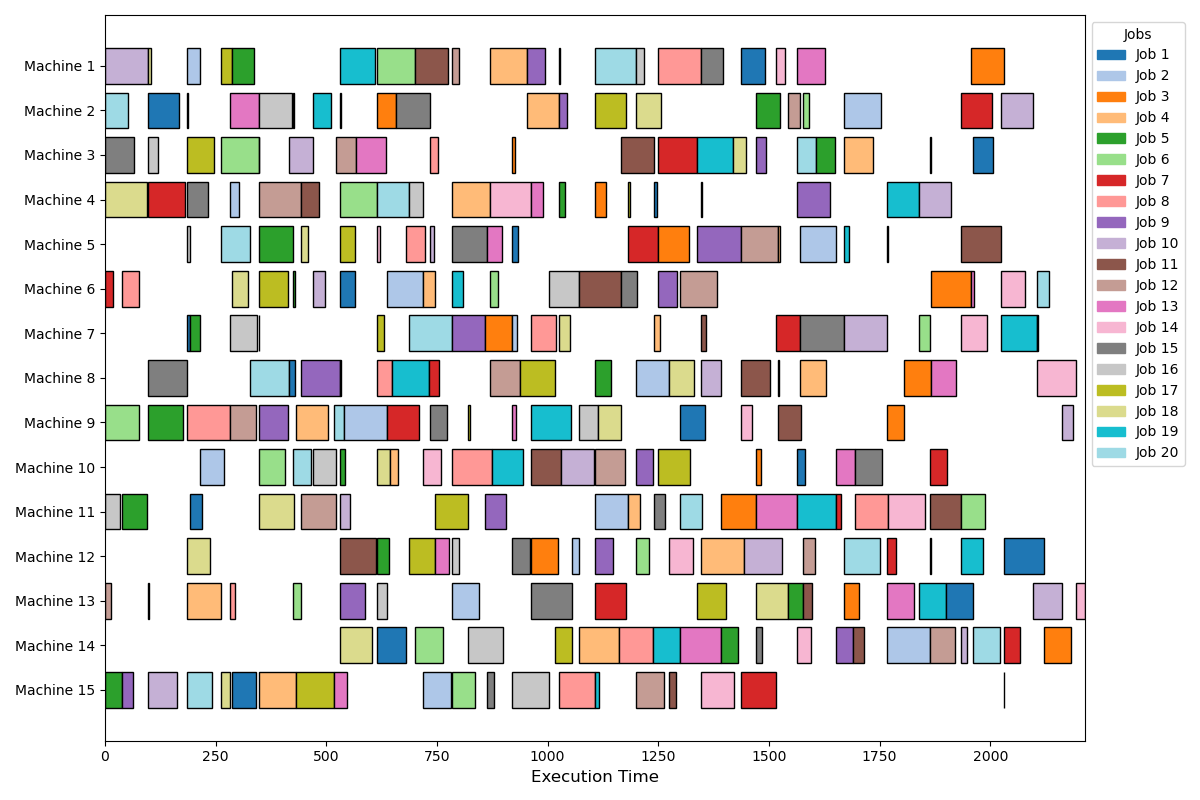 Machine 1
Machine 2
Machine 3
Machine 4
Machine 5
Machine 6
Machine 7
Machine 8
Machine 9
Machine 10
Machine 11
Machine 12
Machine 13
Machine 14
Machine 15
0 250 500 750 1000 1250 1500 1750 2000
Execution Time
Jobs
Job 1
Job 2
Job 3
Job 4
Job 5
Job 6
Job 7
Job 8
Job 9
Job 10
Job 11
Job 12
Job 13
Job 14
Job 15
Job 16
Job 17
Job 18
Job 19
Job 20